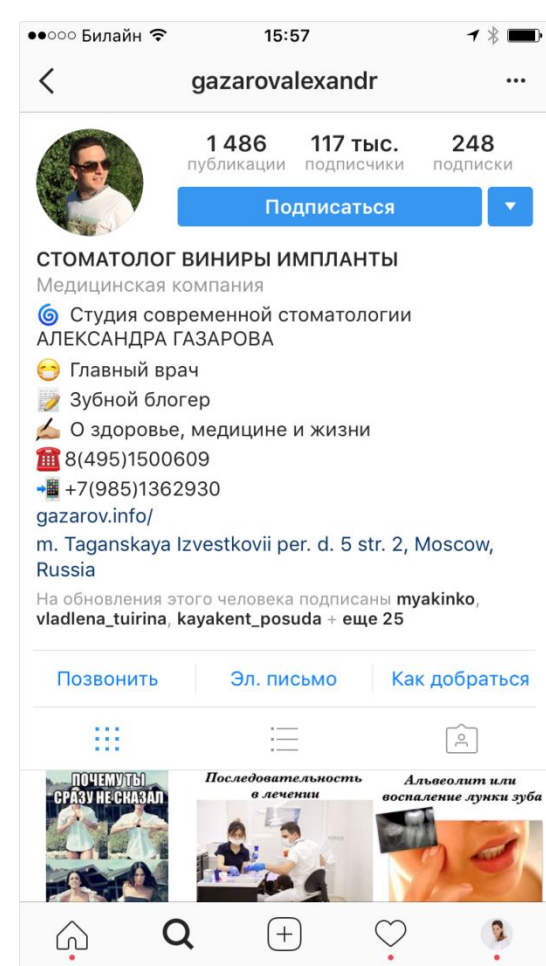 Билайн 15:57
gazarovalexandr
1 486 117 тыс. 248
публикации подписчики подписки
Подписаться
СТОМАТОЛОГ ВИНИРЫ ИМПЛАНТЫ
Медицинская компания
Студия современной стоматологии
АЛЕКСАНДРА ГАЗАРОВА
Главный врач
Зубной блогер
О здоровье, медицине и жизни
8(495)1500609
+7(985)1362930
gazarov.info/
m. Taganskaya Izvestkovii per. d. 5 str. 2, Moscow,
Russia
На обновления этого человека подписаны myakinko,
vladlena_tuirina, kayakent_posuda + еще 25
Позвонить Эл. письмо Как добраться
ПОЧЕМУ ТЫ
СРАЗУ НЕ СКАЗАЛ
Последовательность
в лечении
Альвеолит или
воспаление лунки зуба